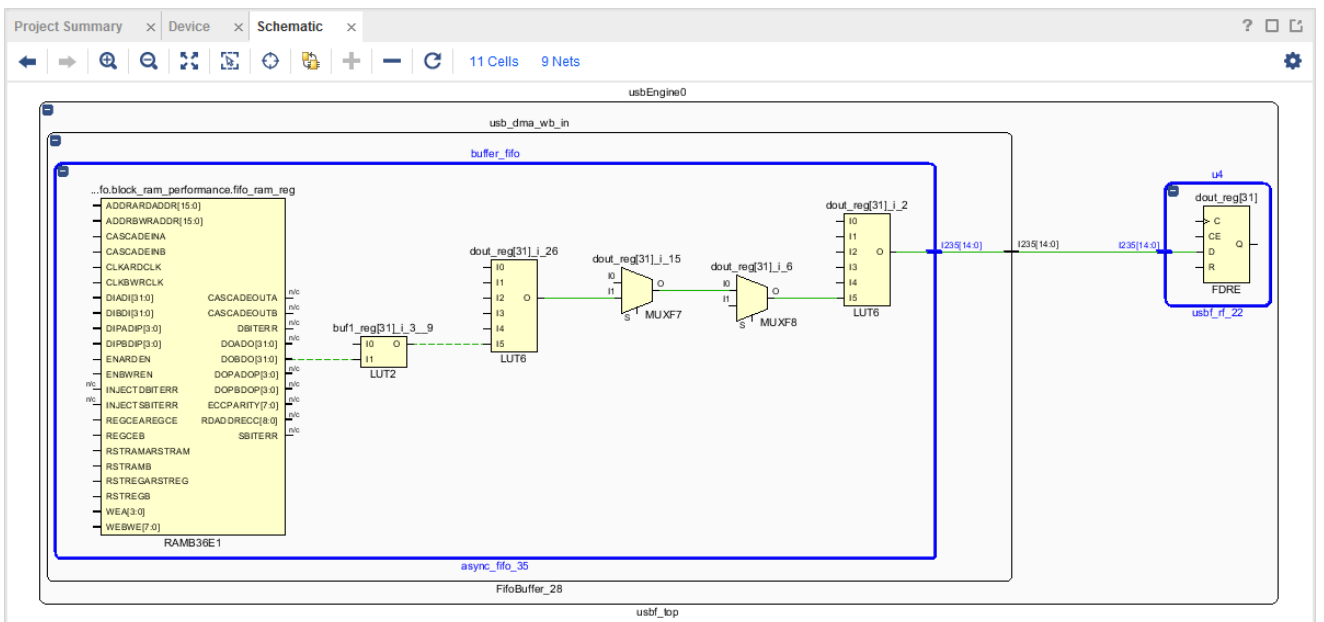 Project Summary × Device × Schematic ×
?
11 Cells 9 Nets
usbEngine0
usb_dma_wb_in
buffer_fifo
...fo.block_ram_performance.fifo_ram_reg
ADDRARDADDR[15:0]
ADDRBWRADDR[15:0]
CASCADEINA
CASCADEINB
CLKARDCLK
CLKBWRCLK
DIADI[31:0]
DIBDI[31:0]
DIPADIP[3:0]
DIPBDIP[3:0]
ENARDEN
ENBWREN
n/c INJECTDBITERR
n/c INJECTSBITERR
REGCEAREGCE
REGCEB
RSTRAMARSTRAM
RSTRAMB
RSTREGARSTREG
RSTREGB
WEA[3:0]
WEBWE[7:0]
CASCADEOUTA n/c
CASCADEOUTB n/c
DBITERR n/c
DOADO[31:0] n/c
DOBDO[31:0]
DOPADOP[3:0] n/c
DOPBDOP[3:0] n/c
ECCPARITY[7:0] n/c
RDADDRECC[8:0] n/c
SBITERR n/c
RAMB36E1
buf1_reg[31]_i_3__9
I0 O
I1
LUT2
dout_reg[31]_i_26
I0
I1
I2 O
I3
I4
I5
LUT6
dout_reg[31]_i_15
I0
I1
O
S MUXF7
dout_reg[31]_i_6
I0
I1
O
S MUXF8
dout_reg[31]_i_2
I0
I1
I2 O
I3
I4
I5
LUT6
I235[14:0]
I235[14:0]
I235[14:0]
u4
dout_reg[31]
C
CE
D
R
Q
FDRE
usbf_rf_22
async_fifo_35
FifoBuffer_28
usbf_top